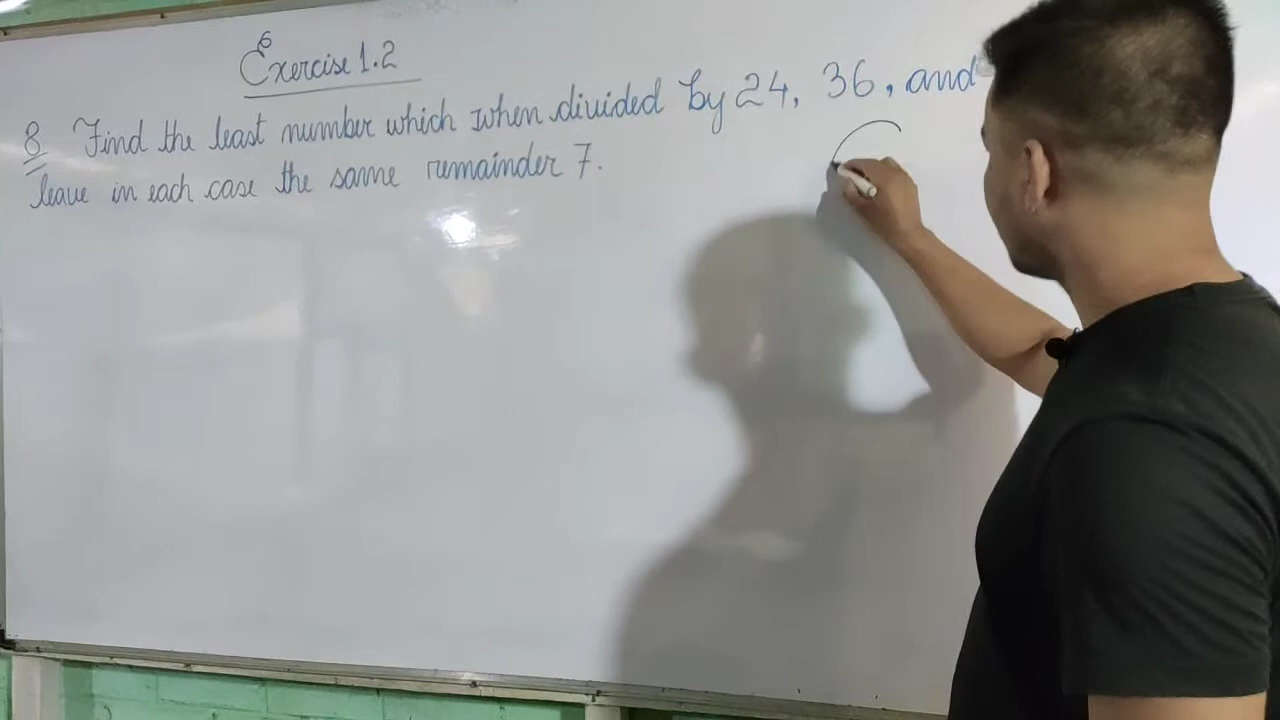 6
Exercise 1.2
8 Find the least number which when divided by 24, 36, and
leave in each case the same remainder 7.